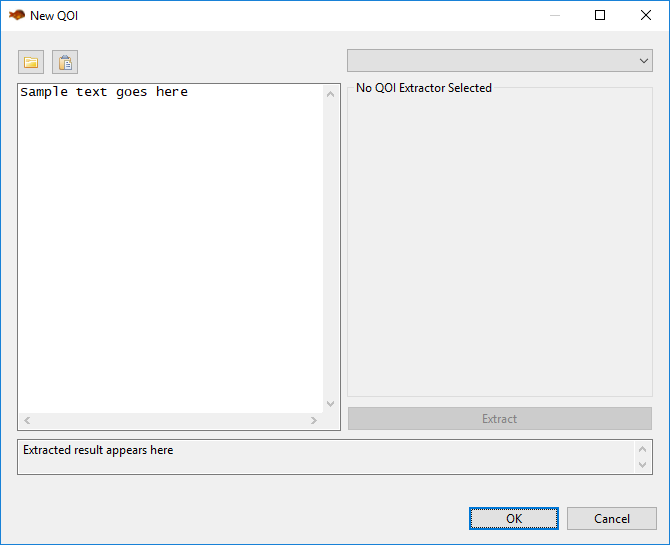 New QOI
Sample text goes here
No QOI Extractor Selected
Extract
Extracted result appears here
OK
Cancel